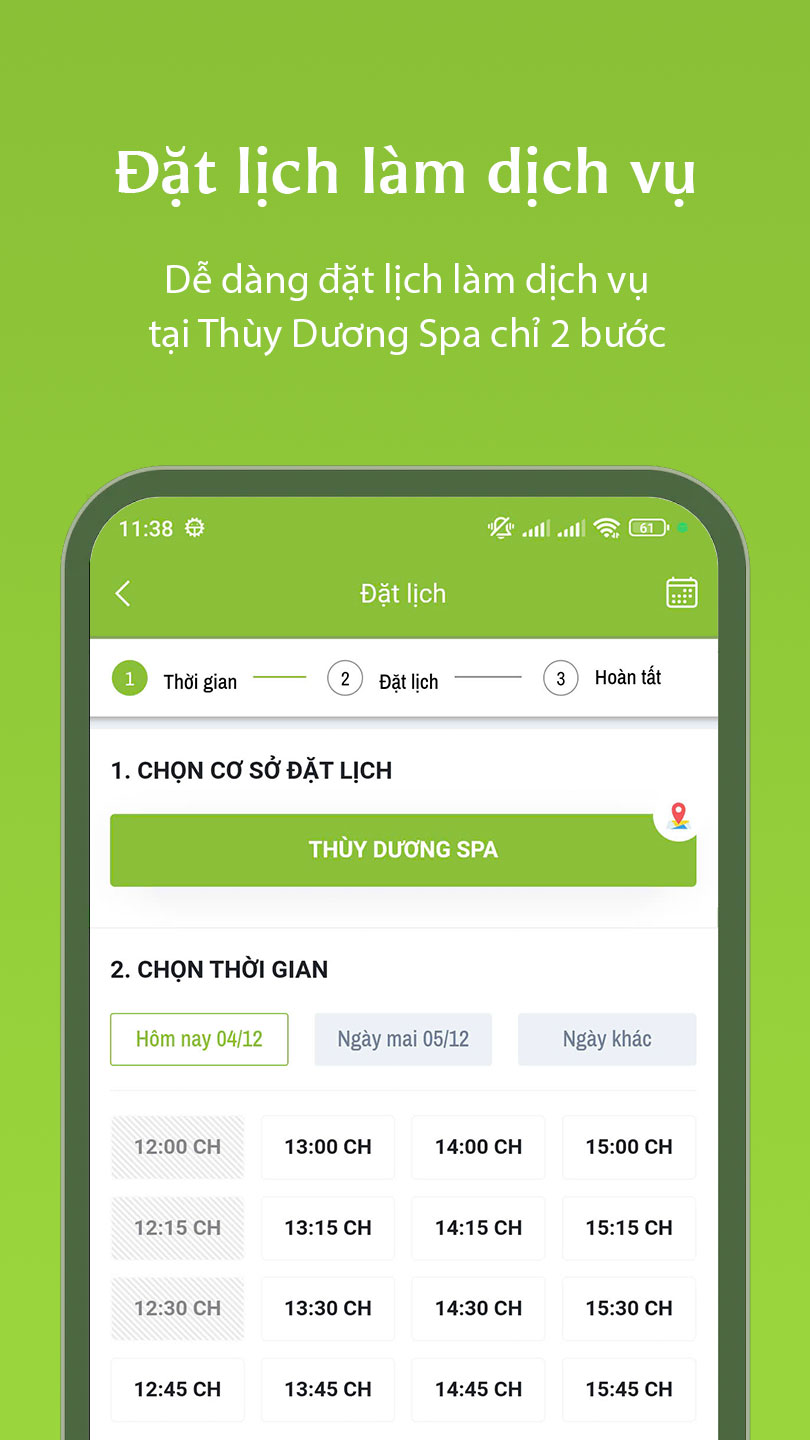 Đặt lịch làm dịch vụ
Dễ dàng đặt lịch làm dịch vụ
tại Thùy Dương Spa chỉ 2 bước
11:38
61
Đặt lịch
1 Thời gian 2 Đặt lịch 3 Hoàn tất
1. CHỌN CƠ SỞ ĐẶT LỊCH
THÙY DƯƠNG SPA
2. CHỌN THỜI GIAN
Hôm nay 04/12 Ngày mai 05/12 Ngày khác
12:00 CH 13:00 CH 14:00 CH 15:00 CH
12:15 CH 13:15 CH 14:15 CH 15:15 CH
12:30 CH 13:30 CH 14:30 CH 15:30 CH
12:45 CH 13:45 CH 14:45 CH 15:45 CH